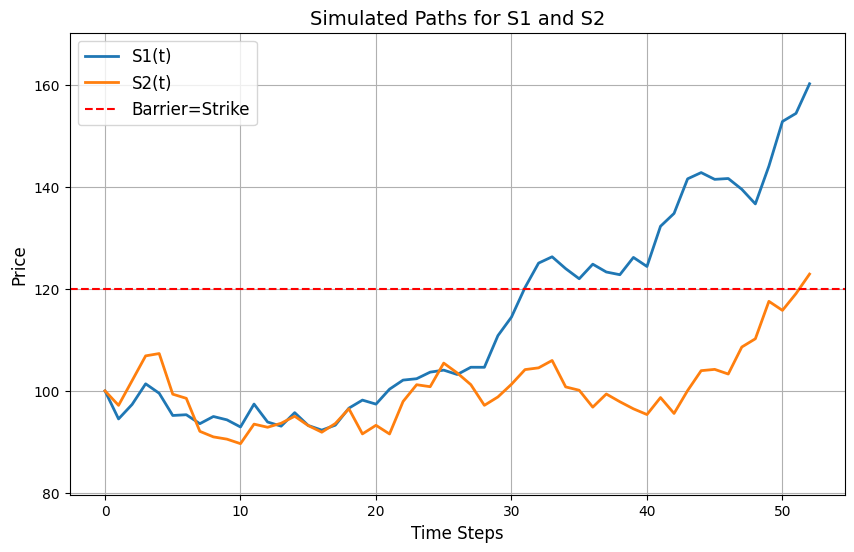 Simulated Paths for S1 and S2
S1(t)
S2(t)
Barrier=Strike
Price
160
140
120
100
80
0 10 20 30 40 50
Time Steps